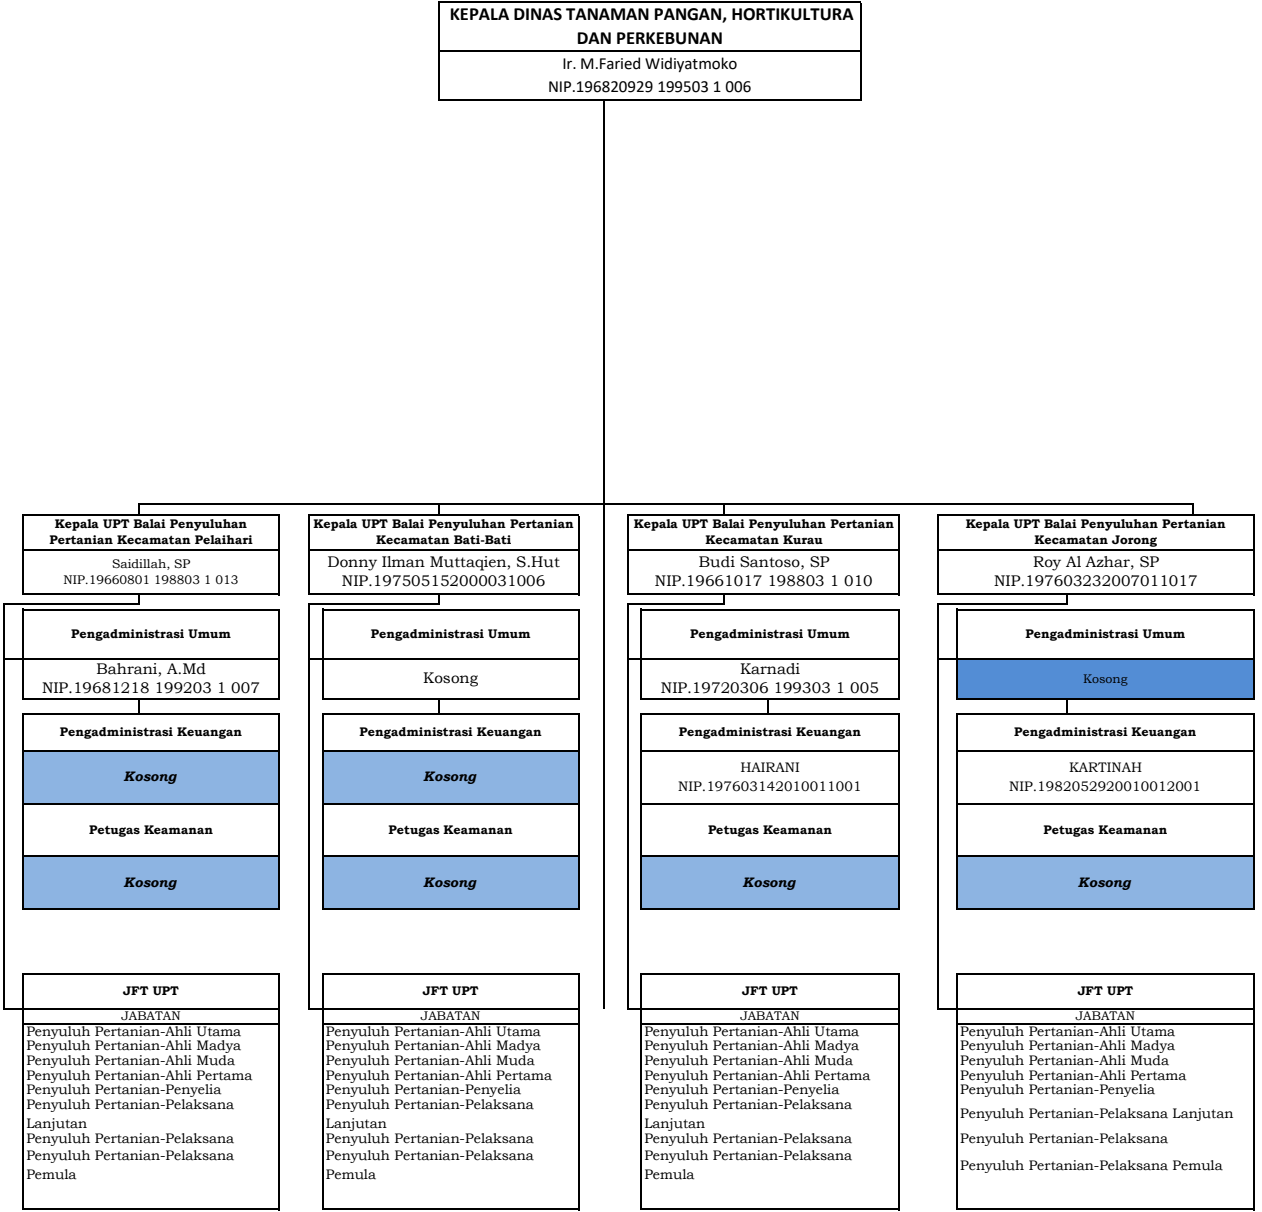 KEPALA DINAS TANAMAN PANGAN, HORTIKULTURA
DAN PERKEBUNAN
Ir. M.Faried Widiyatmoko
NIP.196820929 199503 1 006
Kepala UPT Balai Penyuluhan
Pertanian Kecamatan Pelaihari
Saidillah, SP
NIP.19660801 198803 1 013
Pengadministrasi Umum
Bahrani, A.Md
NIP.19681218 199203 1 007
Pengadministrasi Keuangan
Kosong
Petugas Keamanan
Kosong
JFT UPT
JABATAN
Penyuluh Pertanian-Ahli Utama
Penyuluh Pertanian-Ahli Madya
Penyuluh Pertanian-Ahli Muda
Penyuluh Pertanian-Ahli Pertama
Penyuluh Pertanian-Penyelia
Penyuluh Pertanian-Pelaksana
Lanjutan
Penyuluh Pertanian-Pelaksana
Penyuluh Pertanian-Pelaksana
Pemula
Kepala UPT Balai Penyuluhan Pertanian
Kecamatan Bati-Bati
Donny Ilman Muttaqien, S.Hut
NIP.197505152000031006
Pengadministrasi Umum
Kosong
Pengadministrasi Keuangan
Kosong
Petugas Keamanan
Kosong
JFT UPT
JABATAN
Penyuluh Pertanian-Ahli Utama
Penyuluh Pertanian-Ahli Madya
Penyuluh Pertanian-Ahli Muda
Penyuluh Pertanian-Ahli Pertama
Penyuluh Pertanian-Penyelia
Penyuluh Pertanian-Pelaksana
Lanjutan
Penyuluh Pertanian-Pelaksana
Penyuluh Pertanian-Pelaksana
Pemula
Kepala UPT Balai Penyuluhan Pertanian
Kecamatan Kurau
Budi Santoso, SP
NIP.19661017 198803 1 010
Pengadministrasi Umum
Karnadi
NIP.19720306 199303 1 005
Pengadministrasi Keuangan
HAIRANI
NIP.197603142010011001
Petugas Keamanan
Kosong
JFT UPT
JABATAN
Penyuluh Pertanian-Ahli Utama
Penyuluh Pertanian-Ahli Madya
Penyuluh Pertanian-Ahli Muda
Penyuluh Pertanian-Ahli Pertama
Penyuluh Pertanian-Penyelia
Penyuluh Pertanian-Pelaksana
Lanjutan
Penyuluh Pertanian-Pelaksana
Penyuluh Pertanian-Pelaksana
Pemula
Kepala UPT Balai Penyuluhan Pertanian
Kecamatan Jorong
Roy Al Azhar, SP
NIP.197603232007011017
Pengadministrasi Umum
Kosong
Pengadministrasi Keuangan
KARTINAH
NIP.1982052920010012001
Petugas Keamanan
Kosong
JFT UPT
JABATAN
Penyuluh Pertanian-Ahli Utama
Penyuluh Pertanian-Ahli Madya
Penyuluh Pertanian-Ahli Muda
Penyuluh Pertanian-Ahli Pertama
Penyuluh Pertanian-Penyelia
Penyuluh Pertanian-Pelaksana Lanjutan
Penyuluh Pertanian-Pelaksana
Penyuluh Pertanian-Pelaksana Pemula